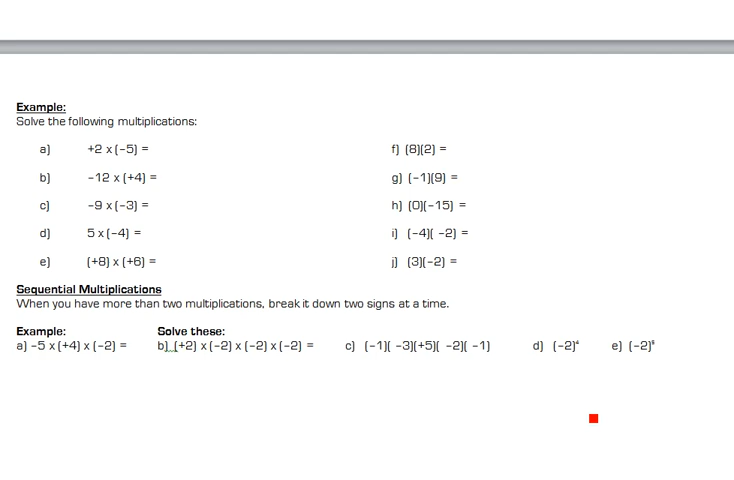 Example:
Solve the following multiplications:
a) +2 x (-5) = f) (8)(2) =
b) -12 x (+4) = g) (-1)(9) =
c) -9 x (-3) = h) (0)(-15) =
d) 5 x (-4) = i) (-4)( -2) =
e) (+8) x (+6) = j) (3)(-2) =
Sequential Multiplications
When you have more than two multiplications, break it down two signs at a time.
Example: Solve these:
a) -5 x (+4) x (-2) = b) (+2) x (-2) x (-2) x (-2) = c) (-1)( -3)(+5)( -2)( -1) d) (-2)⁴ e) (-2)